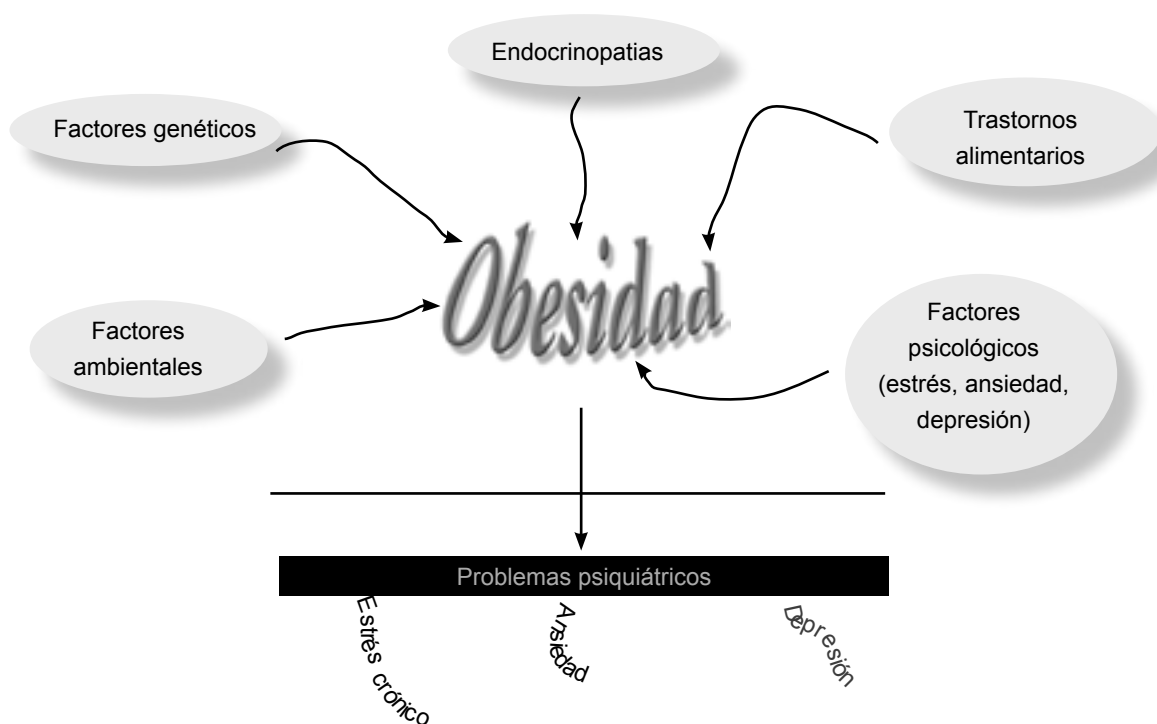 Endocrinopatias
Factores genéticos
Trastornos
alimentarios
Obesidad
Factores
ambientales
Factores
psicológicos
(estrés, ansiedad,
depresión)
Problemas psiquiátricos
Estrés crónico
Ansiedad
Depresión